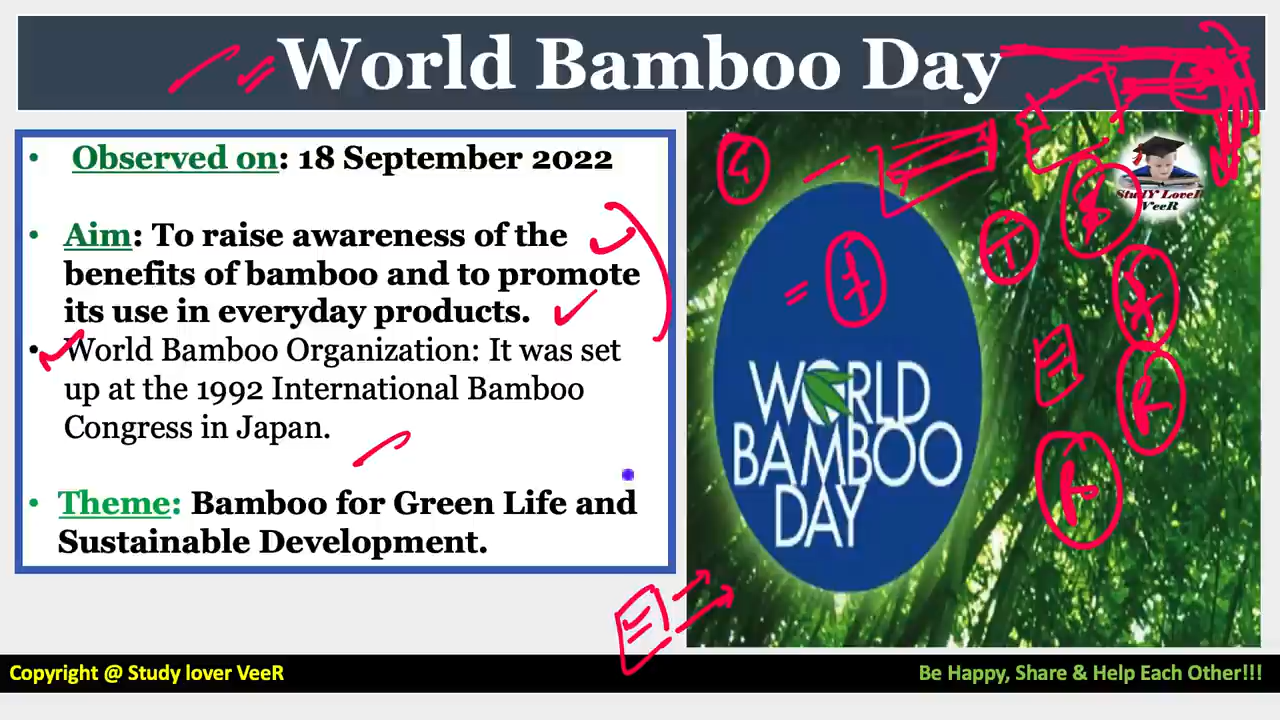 World Bamboo Day
• Observed on: 18 September 2022
• Aim: To raise awareness of the
benefits of bamboo and to promote
its use in everyday products.
• World Bamboo Organization: It was set
up at the 1992 International Bamboo
Congress in Japan.
• Theme: Bamboo for Green Life and
Sustainable Development.
StudY LoveR
VeeR
WORLD
BAMBOO
DAY
Copyright @ Study lover VeeR
Be Happy, Share & Help Each Other!!!